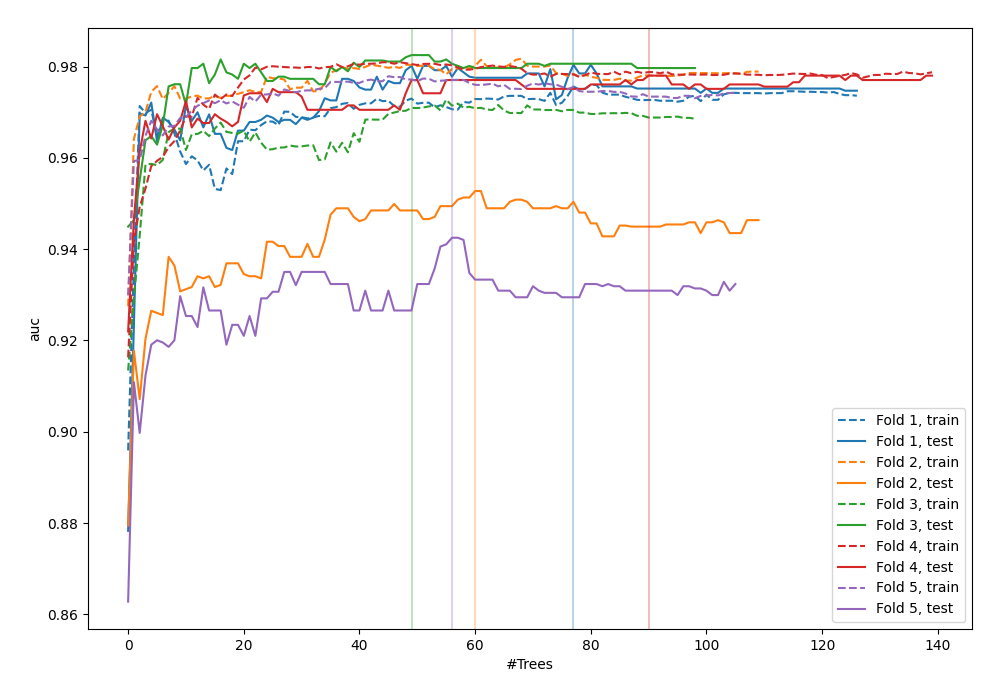 0.98
0.96
0.94
0.92
0.90
0.88
0.86
auc
0 20 40 60 80 100 120 140
#Trees
Fold 1, train
Fold 1, test
Fold 2, train
Fold 2, test
Fold 3, train
Fold 3, test
Fold 4, train
Fold 4, test
Fold 5, train
Fold 5, test